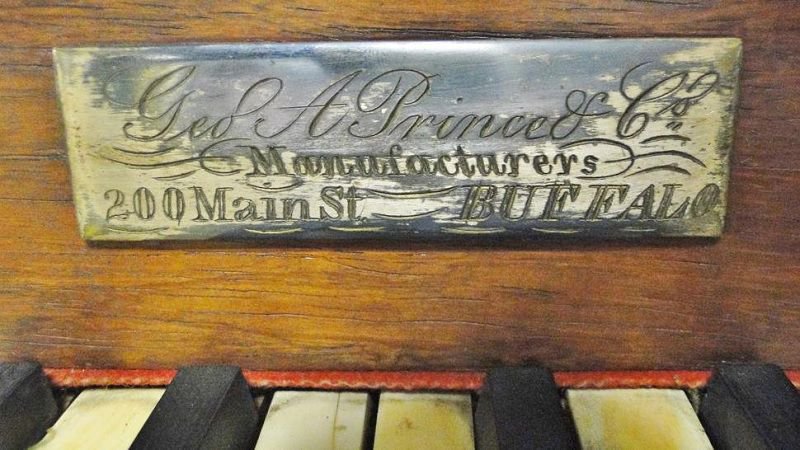 Geo A Prince & Co
Manufacturers
200 Main St BUFFALO